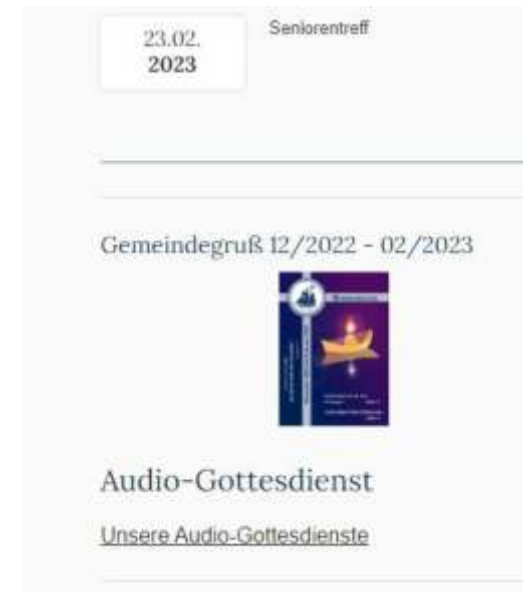 23.02.
2023
Seniorentreff
Gemeindegruß 12/2022 - 02/2023
Audio-Gottesdienst
Unsere Audio-Gottesdienste